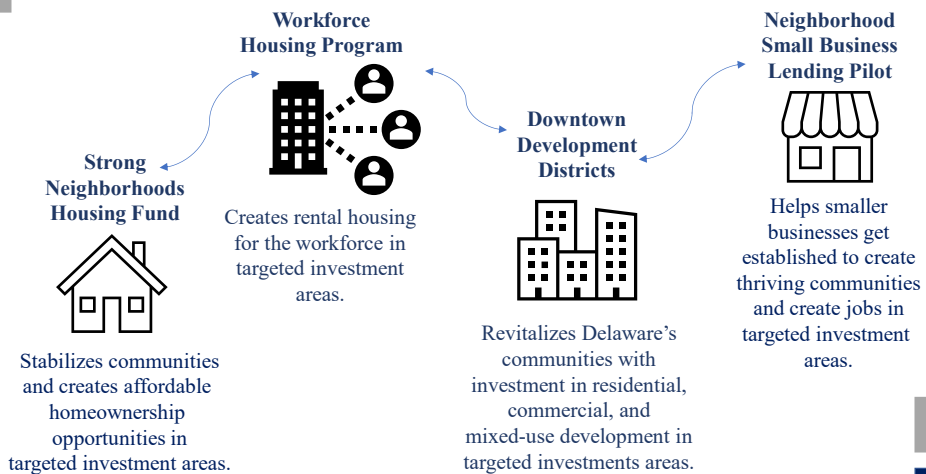 Strong
Neighborhoods
Housing Fund
Stabilizes communities
and creates affordable
homeownership
opportunities in
targeted investment areas.
Workforce
Housing Program
Creates rental housing
for the workforce in
targeted investment
areas.
Downtown
Development
Districts
Revitalizes Delaware’s
communities with
investment in residential,
commercial, and
mixed-use development in
targeted investments areas.
Neighborhood
Small Business
Lending Pilot
Helps smaller
businesses get
established to create
thriving communities
and create jobs in
targeted investment
areas.